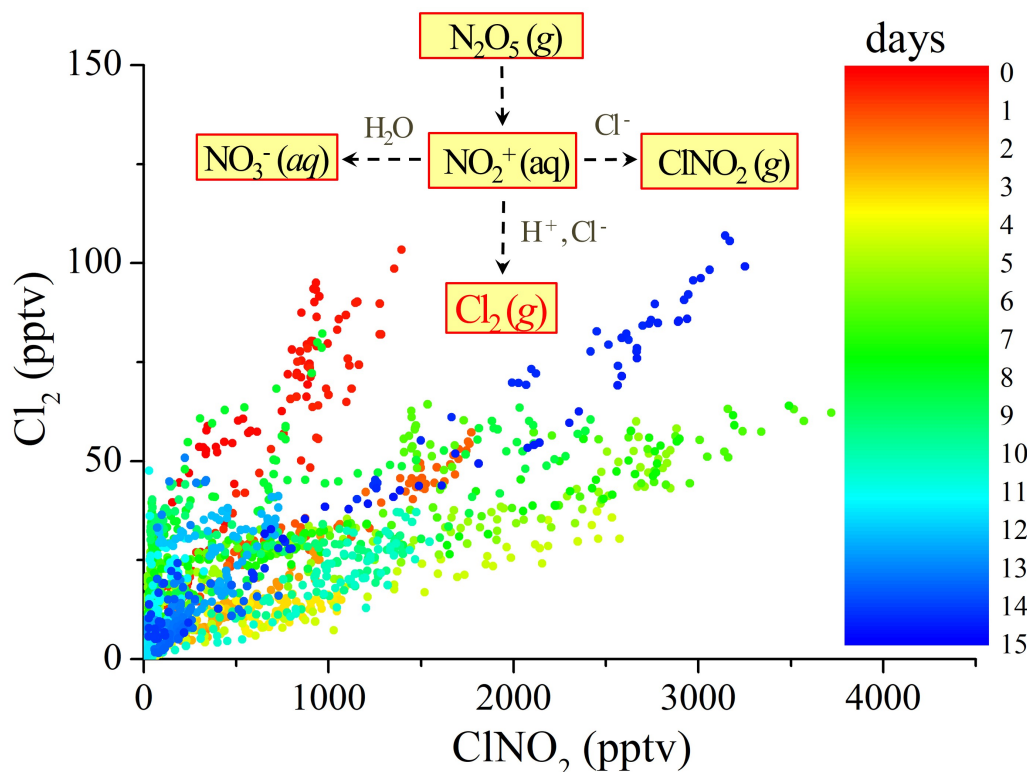 N₂O₅(g)
days
150
H₂O
Cl⁻
NO₃⁻(aq)
NO₂⁺(aq)
ClNO₂(g)
H⁺,Cl⁻
Cl₂(g)
100
50
0
Cl₂ (pptv)
0
1000
2000
3000
4000
ClNO₂ (pptv)
0
1
2
3
4
5
6
7
8
9
10
11
12
13
14
15